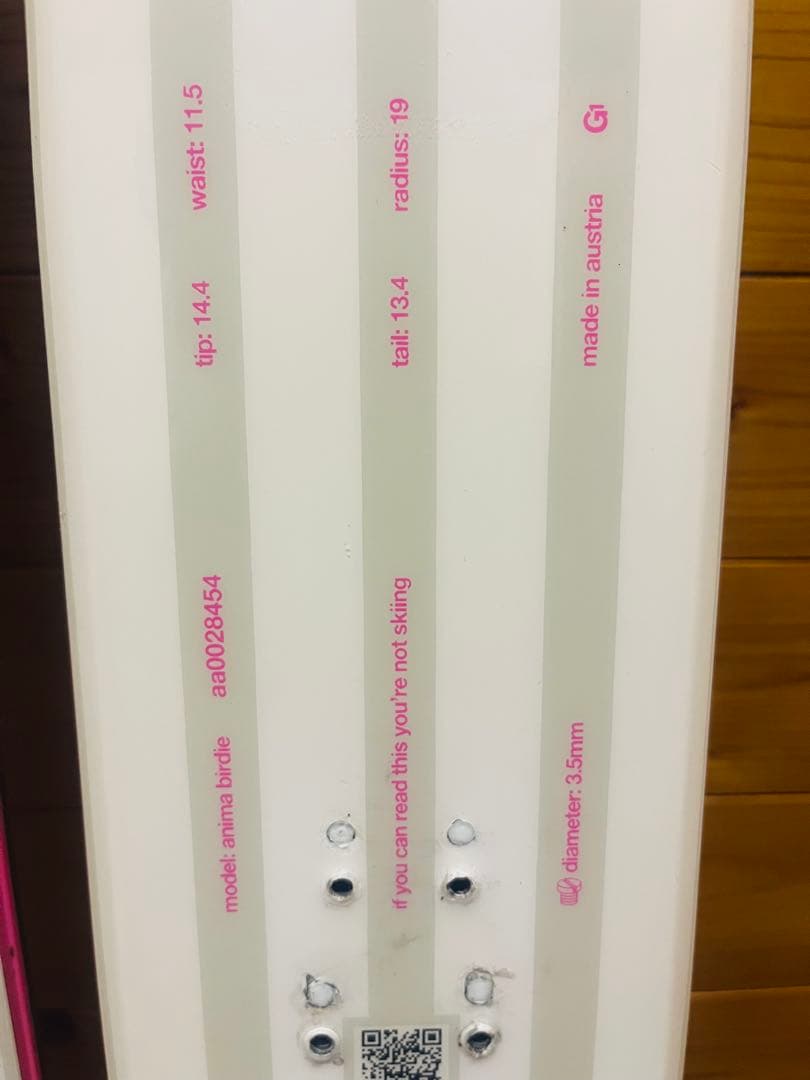 model: anima birdie aa0028454 tip: 14.4 waist: 11.5
if you can read this you're not skiing tail: 13.4 radius: 19
diameter: 3.5mm made in austria G1